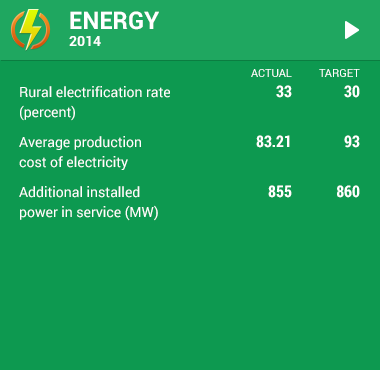 ENERGY
2014
ACTUAL TARGET
Rural electrification rate 33 30
(percent)
Average production 83.21 93
cost of electricity
Additional installed 855 860
power in service (MW)